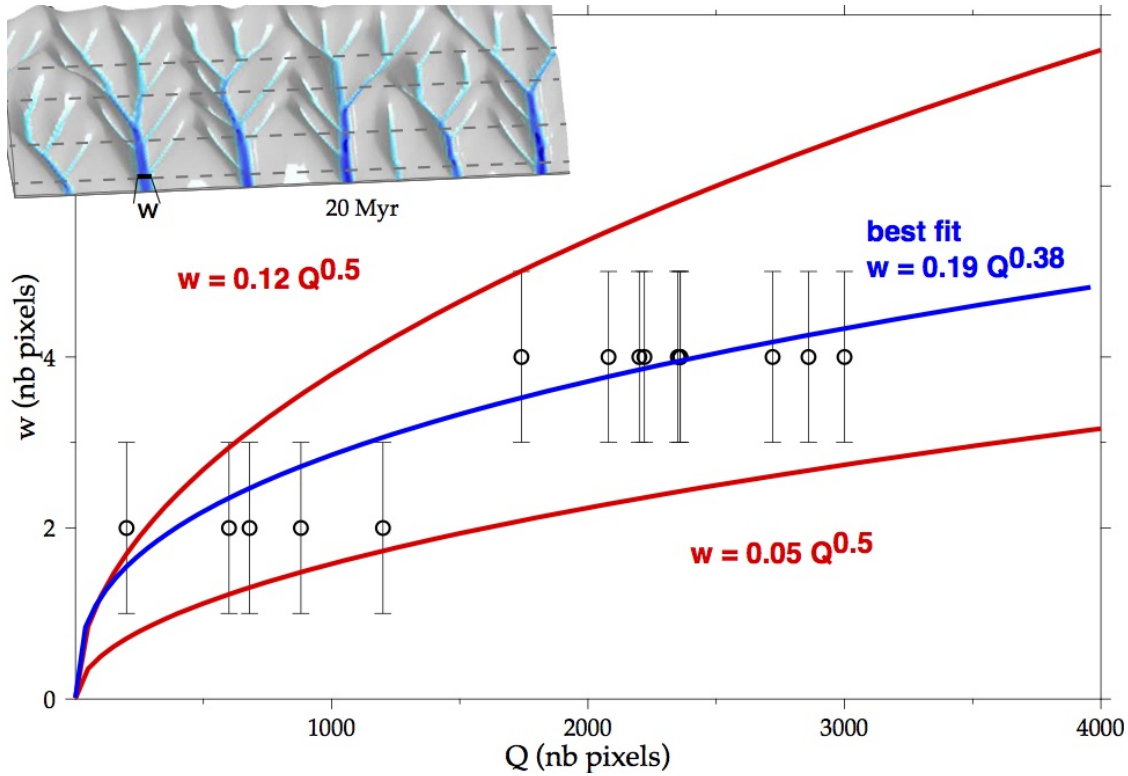 w
20 Myr
w = 0.12 Q0.5
best fit
w = 0.19 Q0.38
w = 0.05 Q0.5
w (nb pixels)
4
2
0
1000
2000
3000
4000
Q (nb pixels)